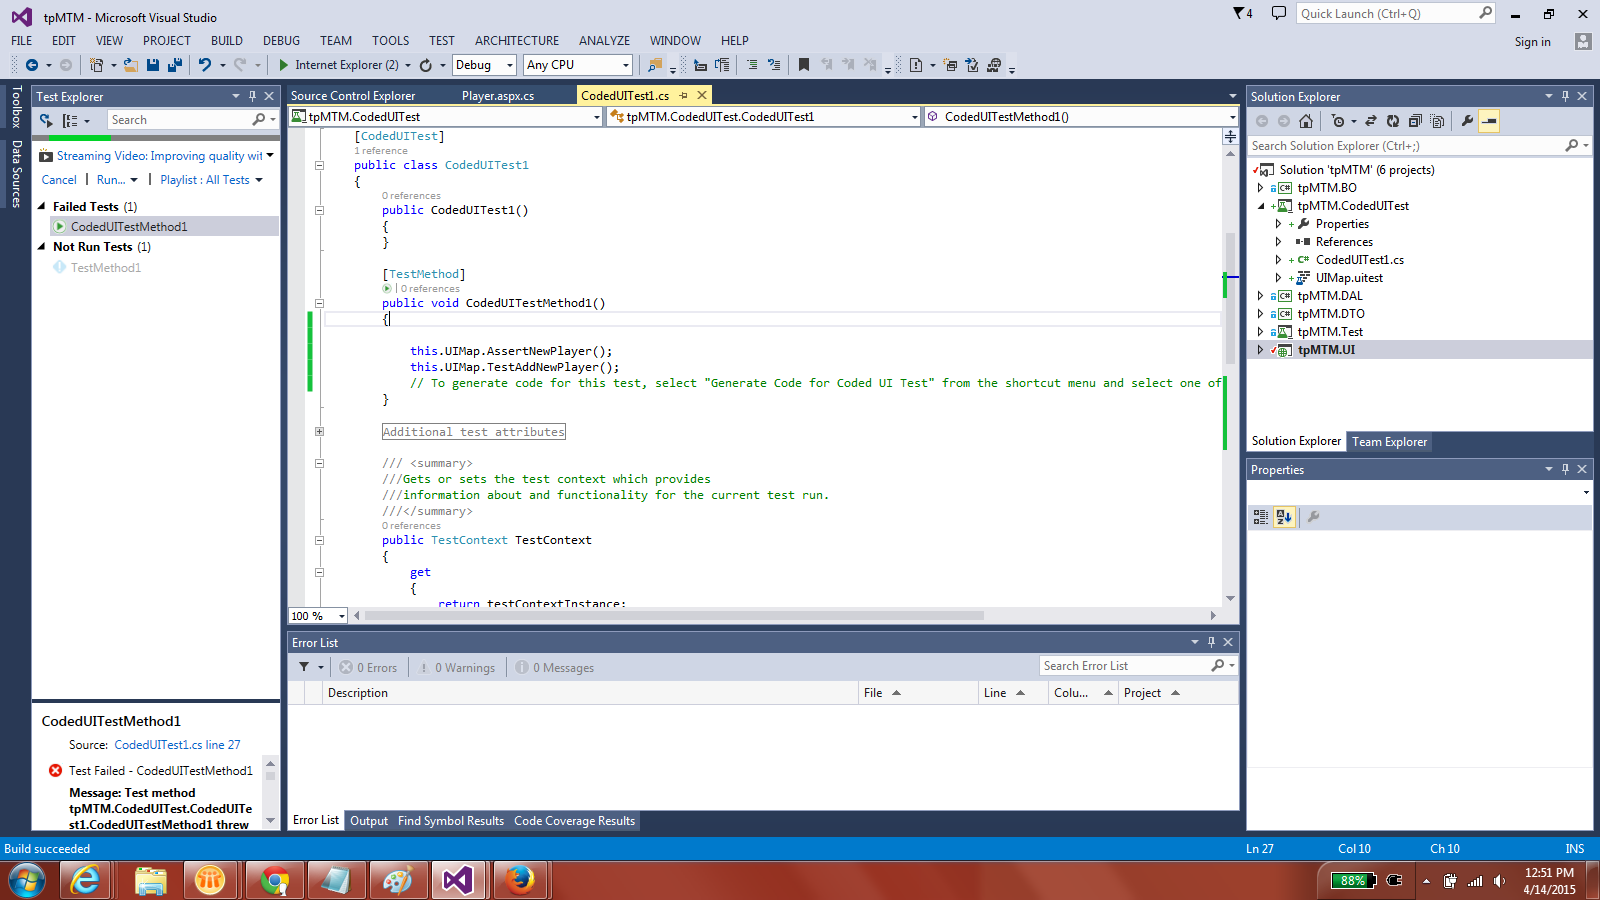 tpMTM - Microsoft Visual Studio
4
Quick Launch (Ctrl+Q)
FILE EDIT VIEW PROJECT BUILD DEBUG TEAM TOOLS TEST ARCHITECTURE ANALYZE WINDOW HELP
Sign in
Internet Explorer (2) Debug Any CPU
Toolbox
Data Sources
Test Explorer
Search
Streaming Video: Improving quality wit
Cancel Run... Playlist : All Tests
Failed Tests (1)
CodedUITestMethod1
Not Run Tests (1)
TestMethod1
CodedUITestMethod1
Source: CodedUITest1.cs line 27
Test Failed - CodedUITestMethod1
Message: Test method
tpMTM.CodedUITest.CodedUITe
st1.CodedUITestMethod1 threw
Source Control Explorer Player.aspx.cs CodedUITest1.cs
tpMTM.CodedUITest tpMTM.CodedUITest.CodedUITest1 CodedUITestMethod1()
[CodedUITest]
1 reference
public class CodedUITest1
{
0 references
public CodedUITest1()
{
}
[TestMethod]
0 references
public void CodedUITestMethod1()
{
this.UIMap.AssertNewPlayer();
this.UIMap.TestAddNewPlayer();
// To generate code for this test, select "Generate Code for Coded UI Test" from the shortcut menu and select one of
}
Additional test attributes
/// <summary>
///Gets or sets the test context which provides
///information about and functionality for the current test run.
///</summary>
0 references
public TestContext TestContext
{
get
{
return testContextInstance;
100 %
Error List
0 Errors 0 Warnings 0 Messages
Search Error List
Description File Line Colu... Project
Error List Output Find Symbol Results Code Coverage Results
Solution Explorer
Search Solution Explorer (Ctrl+;)
Solution 'tpMTM' (6 projects)
tpMTM.BO
tpMTM.CodedUITest
Properties
References
CodedUITest1.cs
UIMap.uitest
tpMTM.DAL
tpMTM.DTO
tpMTM.Test
tpMTM.UI
Solution Explorer Team Explorer
Properties
Build succeeded
Ln 27 Col 10 Ch 10 INS
88%
12:51 PM
4/14/2015